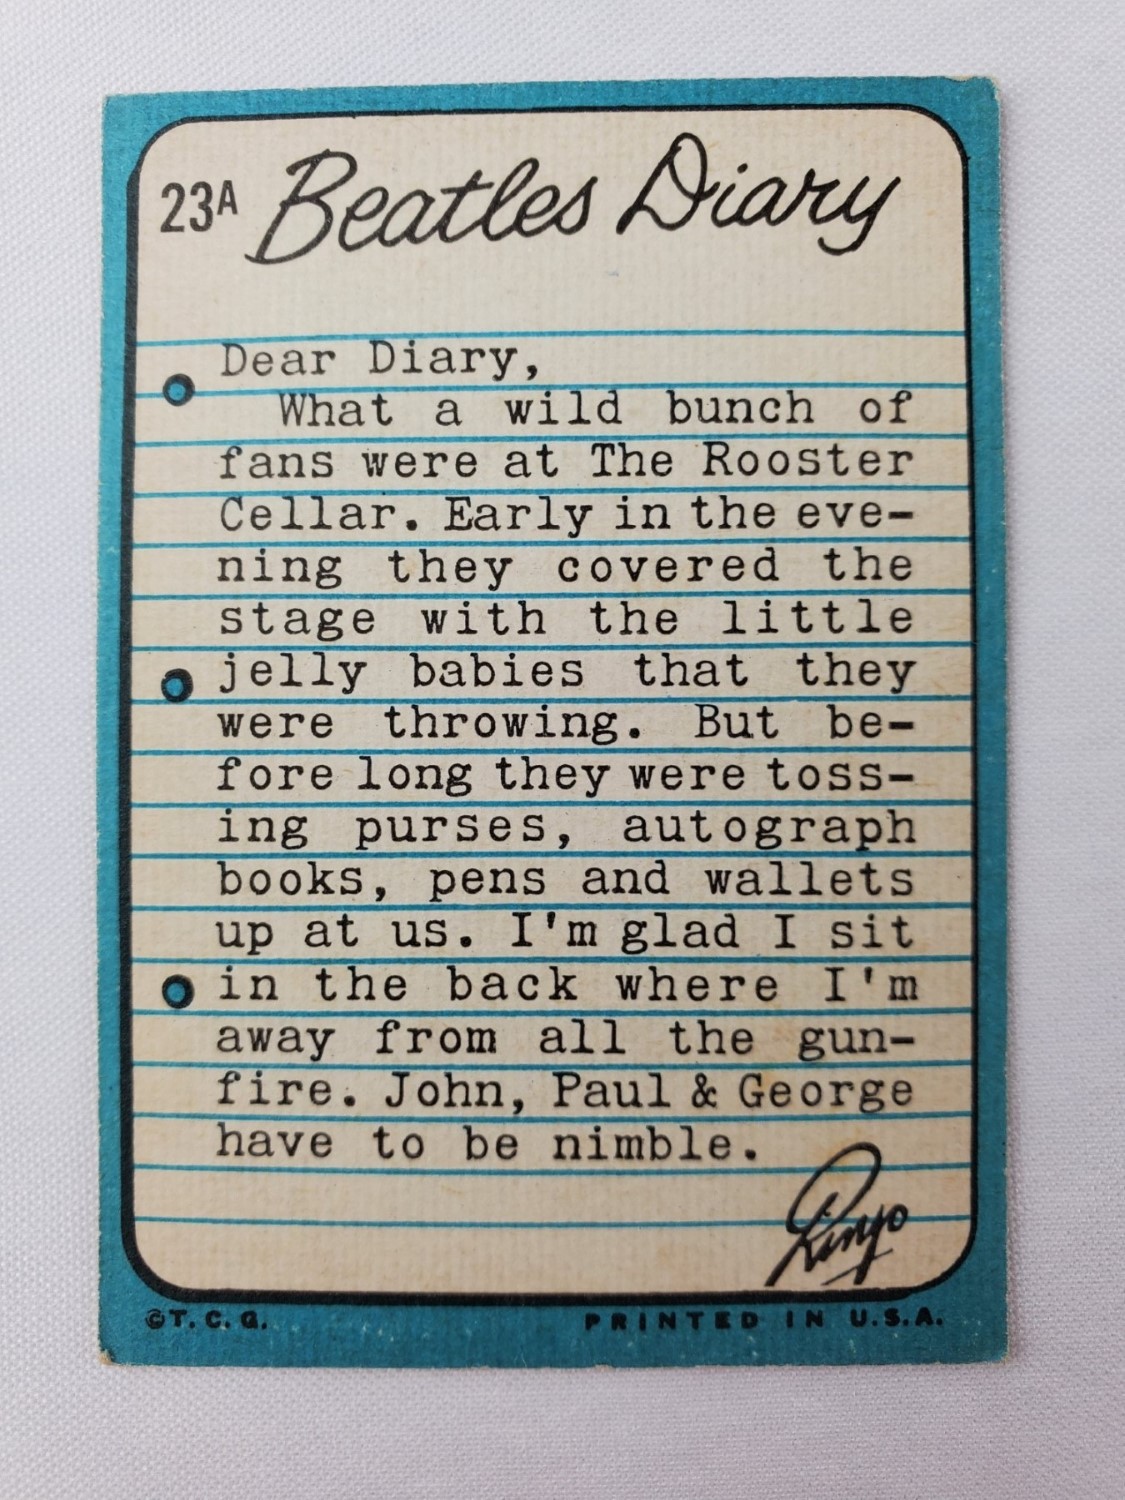 23A Beatles Diary
Dear Diary,
What a wild bunch of
fans were at The Rooster
Cellar. Early in the eve-
ning they covered the
stage with the little
jelly babies that they
were throwing. But be-
fore long they were toss-
ing purses, autograph
books, pens and wallets
up at us. I'm glad I sit
in the back where I'm
away from all the gun-
fire. John, Paul & George
have to be nimble.
Ringo
©T.C.G. PRINTED IN U.S.A.